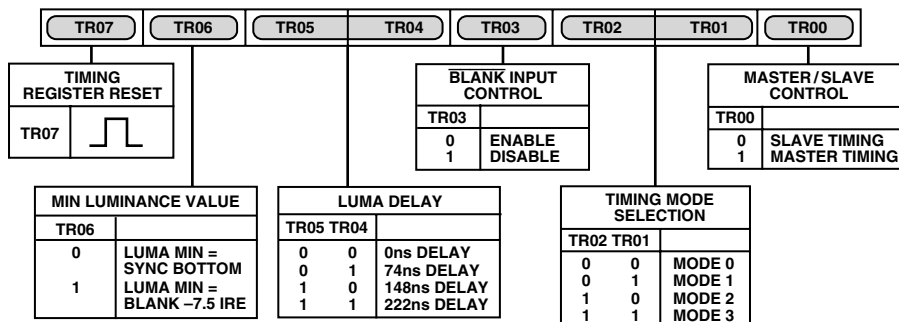 TR07 TR06 TR05 TR04 TR03 TR02 TR01 TR00
TIMING
REGISTER RESET
TR07
BLANK INPUT
CONTROL
TR03
0 ENABLE
1 DISABLE
MASTER/SLAVE
CONTROL
TR00
0 SLAVE TIMING
1 MASTER TIMING
MIN LUMINANCE VALUE
TR06
0 LUMA MIN =
SYNC BOTTOM
1 LUMA MIN =
BLANK –7.5 IRE
LUMA DELAY
TR05 TR04
0 0 0ns DELAY
0 1 74ns DELAY
1 0 148ns DELAY
1 1 222ns DELAY
TIMING MODE
SELECTION
TR02 TR01
0 0 MODE 0
0 1 MODE 1
1 0 MODE 2
1 1 MODE 3